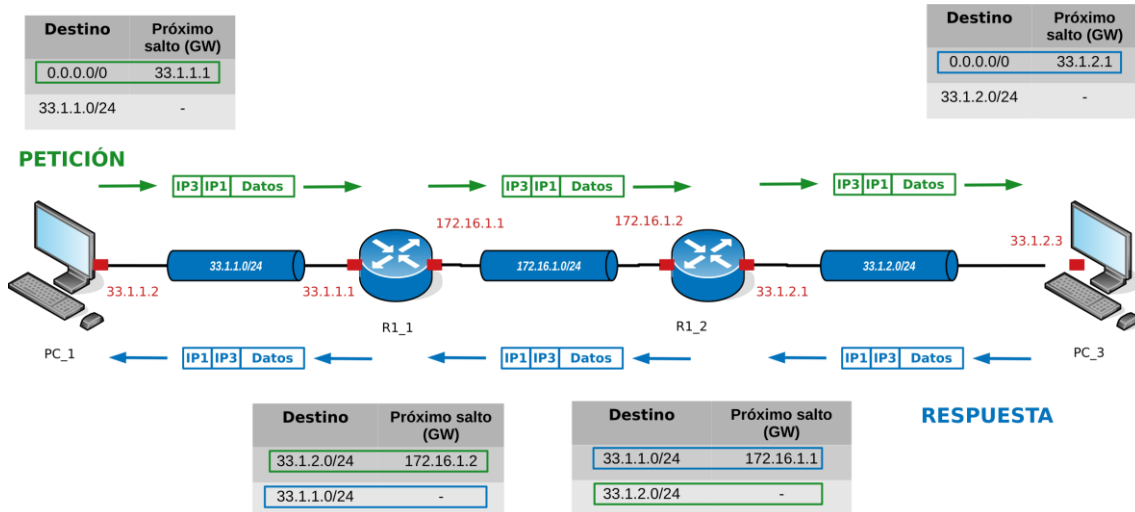 Destino Próximo salto (GW)
0.0.0.0/0 33.1.1.1
33.1.1.0/24 -
Destino Próximo salto (GW)
0.0.0.0/0 33.1.2.1
33.1.2.0/24 -
PETICIÓN
IP3 IP1 Datos
IP3 IP1 Datos
IP3 IP1 Datos
172.16.1.1
172.16.1.2
33.1.2.3
33.1.1.0/24
172.16.1.0/24
33.1.2.0/24
33.1.1.2
33.1.1.1
33.1.2.1
R1_1
R1_2
PC_1
PC_3
IP1 IP3 Datos
IP1 IP3 Datos
IP1 IP3 Datos
RESPUESTA
Destino Próximo salto (GW)
33.1.2.0/24 172.16.1.2
33.1.1.0/24 -
Destino Próximo salto (GW)
33.1.1.0/24 172.16.1.1
33.1.2.0/24 -